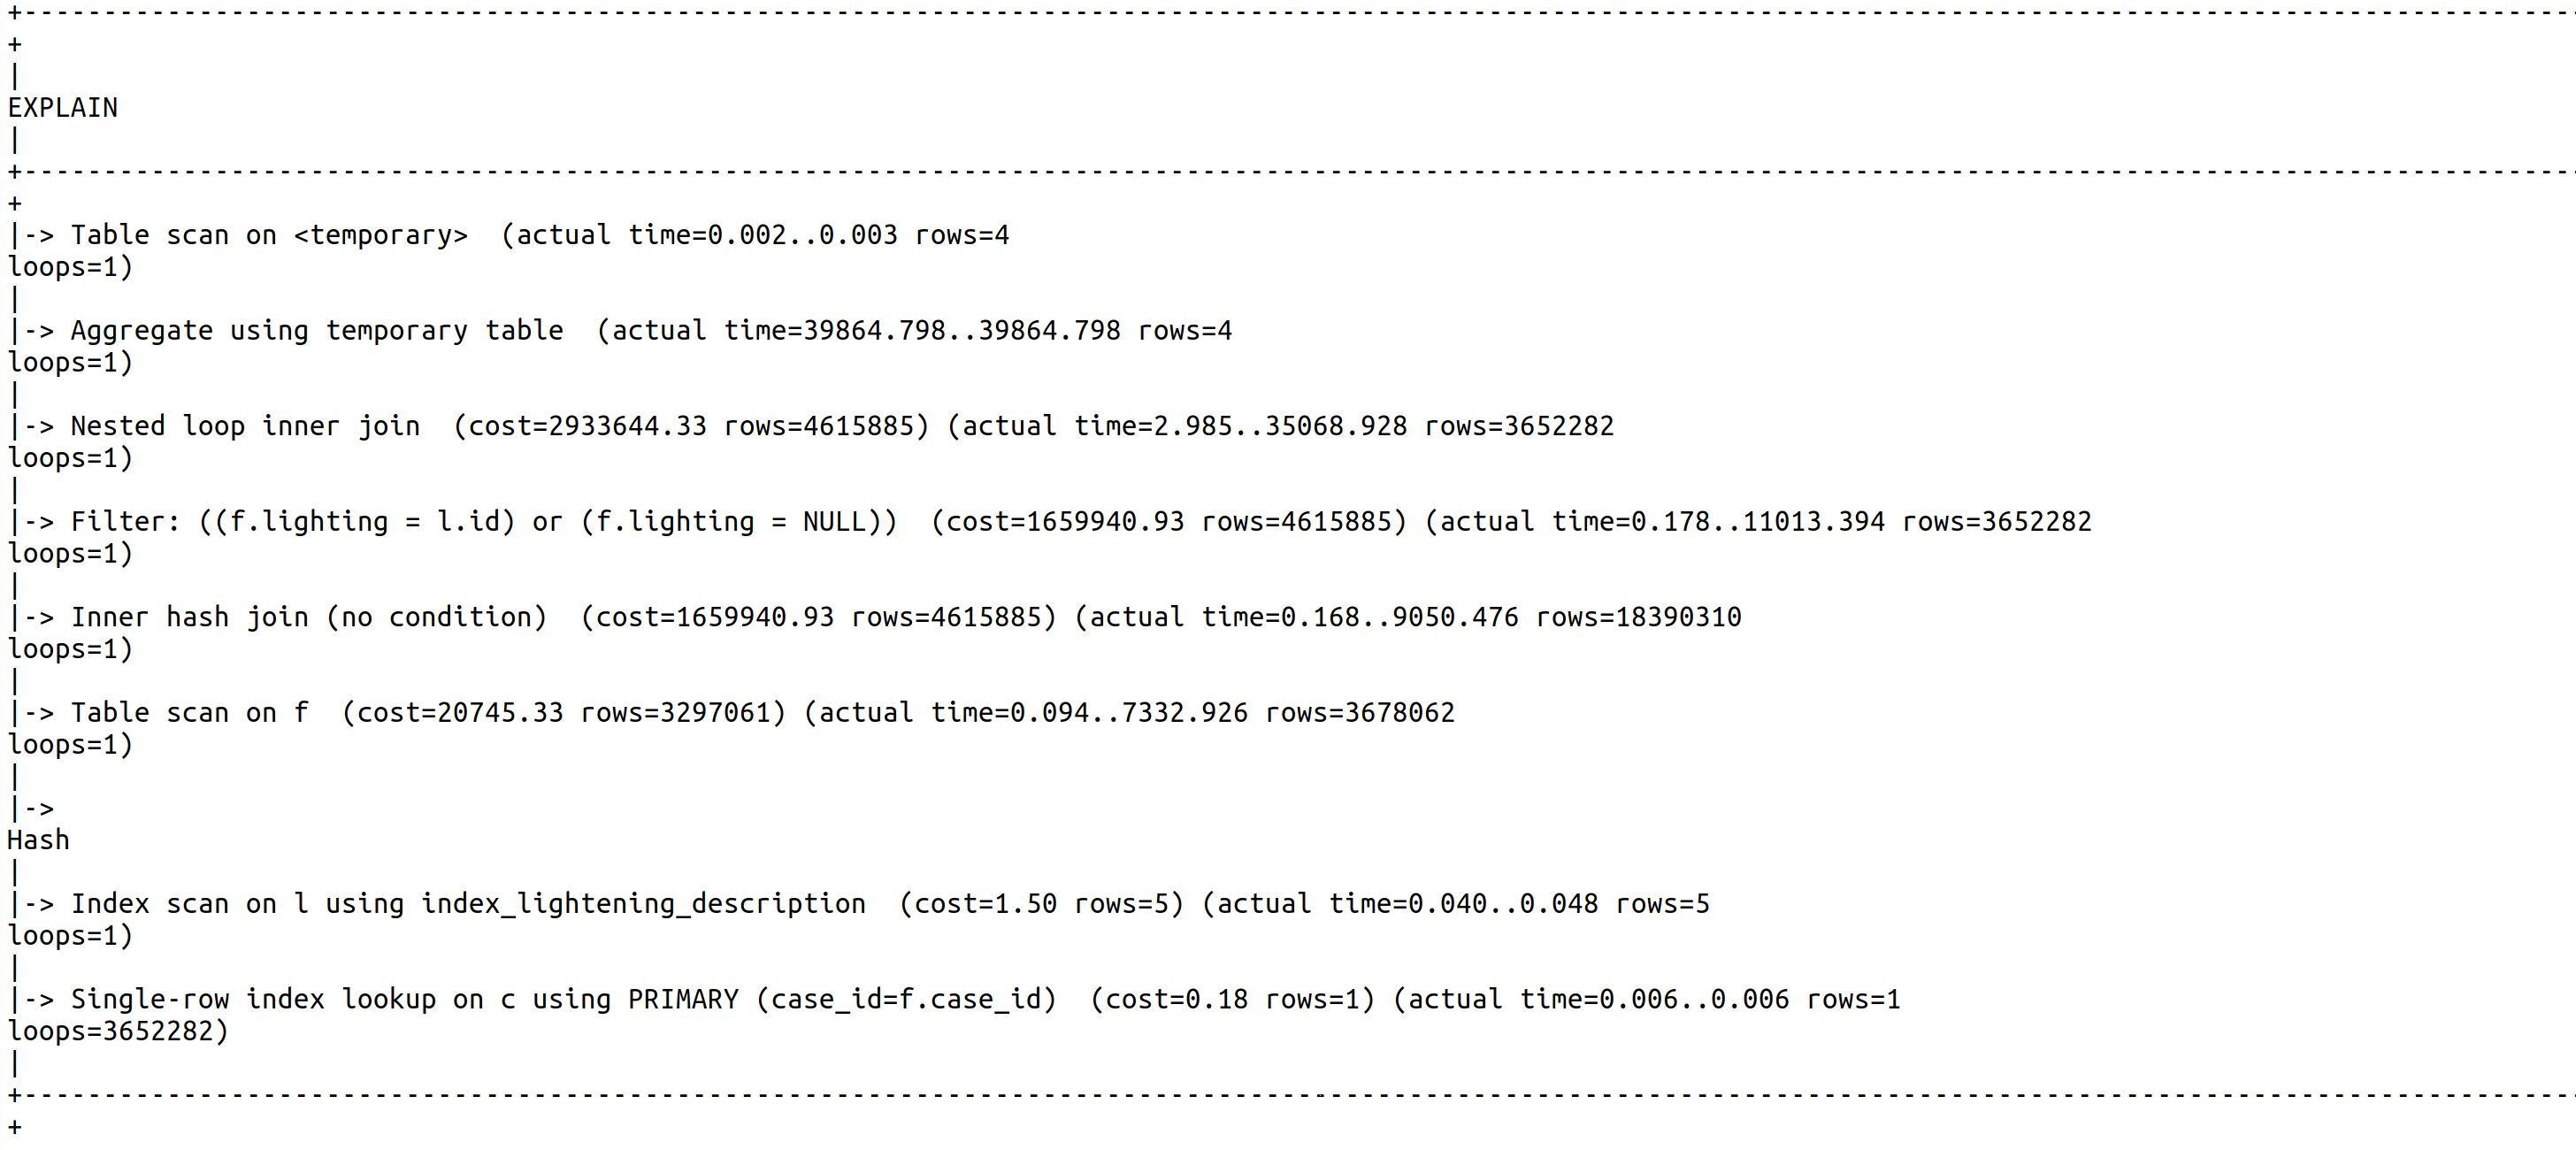 +----------------------------------------------------------------------------------------------------------------------------------------------------------------
+
|
EXPLAIN
|
+----------------------------------------------------------------------------------------------------------------------------------------------------------------
+
|-> Table scan on <temporary>  (actual time=0.002..0.003 rows=4
loops=1)
|
|-> Aggregate using temporary table  (actual time=39864.798..39864.798 rows=4
loops=1)
|
|-> Nested loop inner join  (cost=2933644.33 rows=4615885) (actual time=2.985..35068.928 rows=3652282
loops=1)
|
|-> Filter: ((f.lighting = l.id) or (f.lighting = NULL))  (cost=1659940.93 rows=4615885) (actual time=0.178..11013.394 rows=3652282
loops=1)
|
|-> Inner hash join (no condition)  (cost=1659940.93 rows=4615885) (actual time=0.168..9050.476 rows=18390310
loops=1)
|
|-> Table scan on f  (cost=20745.33 rows=3297061) (actual time=0.094..7332.926 rows=3678062
loops=1)
|
|->
Hash
|
|-> Index scan on l using index_lightening_description  (cost=1.50 rows=5) (actual time=0.040..0.048 rows=5
loops=1)
|
|-> Single-row index lookup on c using PRIMARY (case_id=f.case_id)  (cost=0.18 rows=1) (actual time=0.006..0.006 rows=1
loops=3652282)
|
+----------------------------------------------------------------------------------------------------------------------------------------------------------------
+